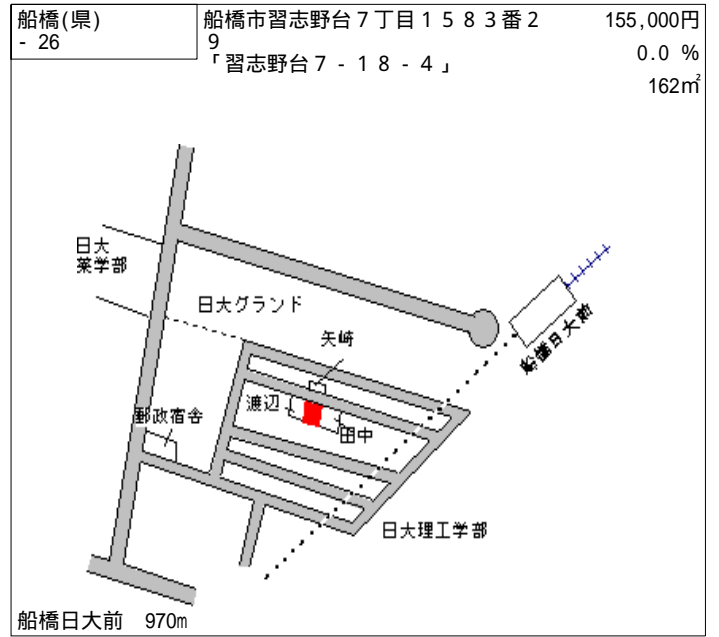 船橋(県)
- 26
船橋市習志野台７丁目１５８３番２
９
「習志野台７-１８-４」
155,000円
0.0 %
162㎡
日大
薬学部
日大グランド
矢崎
船橋日大前
渡辺
田中
郵政宿舎
日大理工学部
船橋日大前 970m